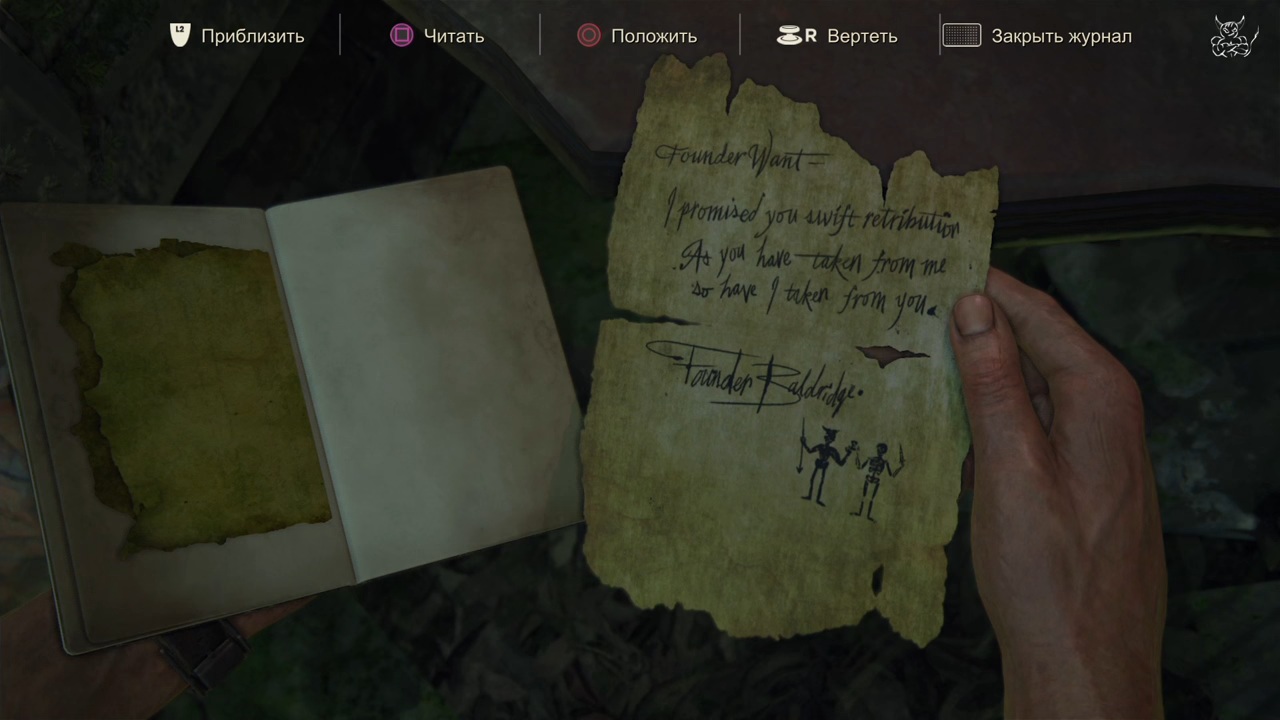 L2 Приблизить
Читать
Положить
R Вертеть
Закрыть журнал
Founder Want—
I promised you swift retribution
As you have taken from me
so have I taken from you.
Founder Baldridge.